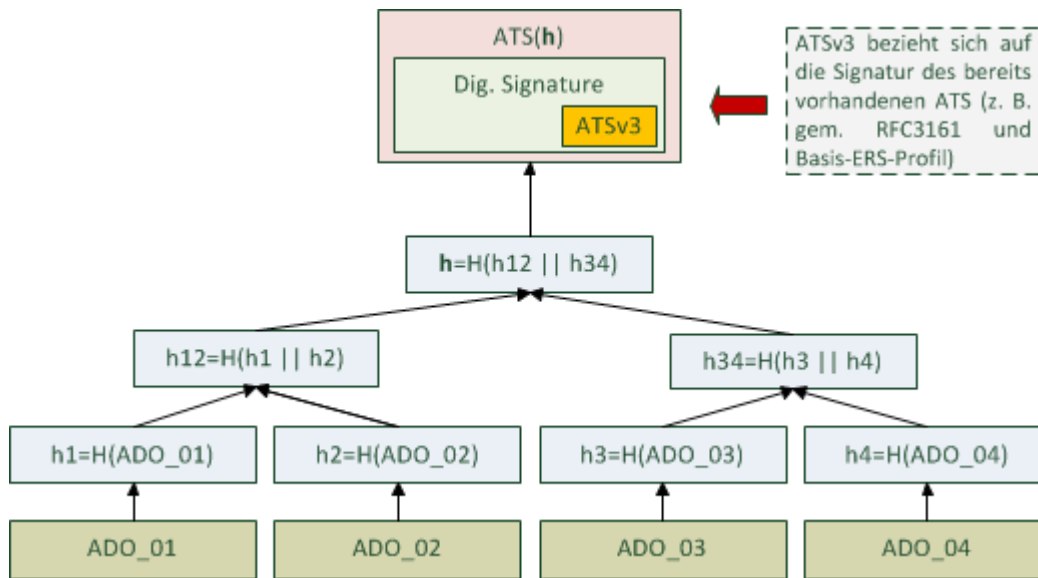 ATS(h)
Dig. Signature
ATSv3
ATSv3 bezieht sich auf
die Signatur des bereits
vorhandenen ATS (z. B.
gem. RFC3161 und
Basis-ERS-Profil)
h=H(h12 || h34)
h12=H(h1 || h2)
h34=H(h3 || h4)
h1=H(ADO_01)
h2=H(ADO_02)
h3=H(ADO_03)
h4=H(ADO_04)
ADO_01
ADO_02
ADO_03
ADO_04